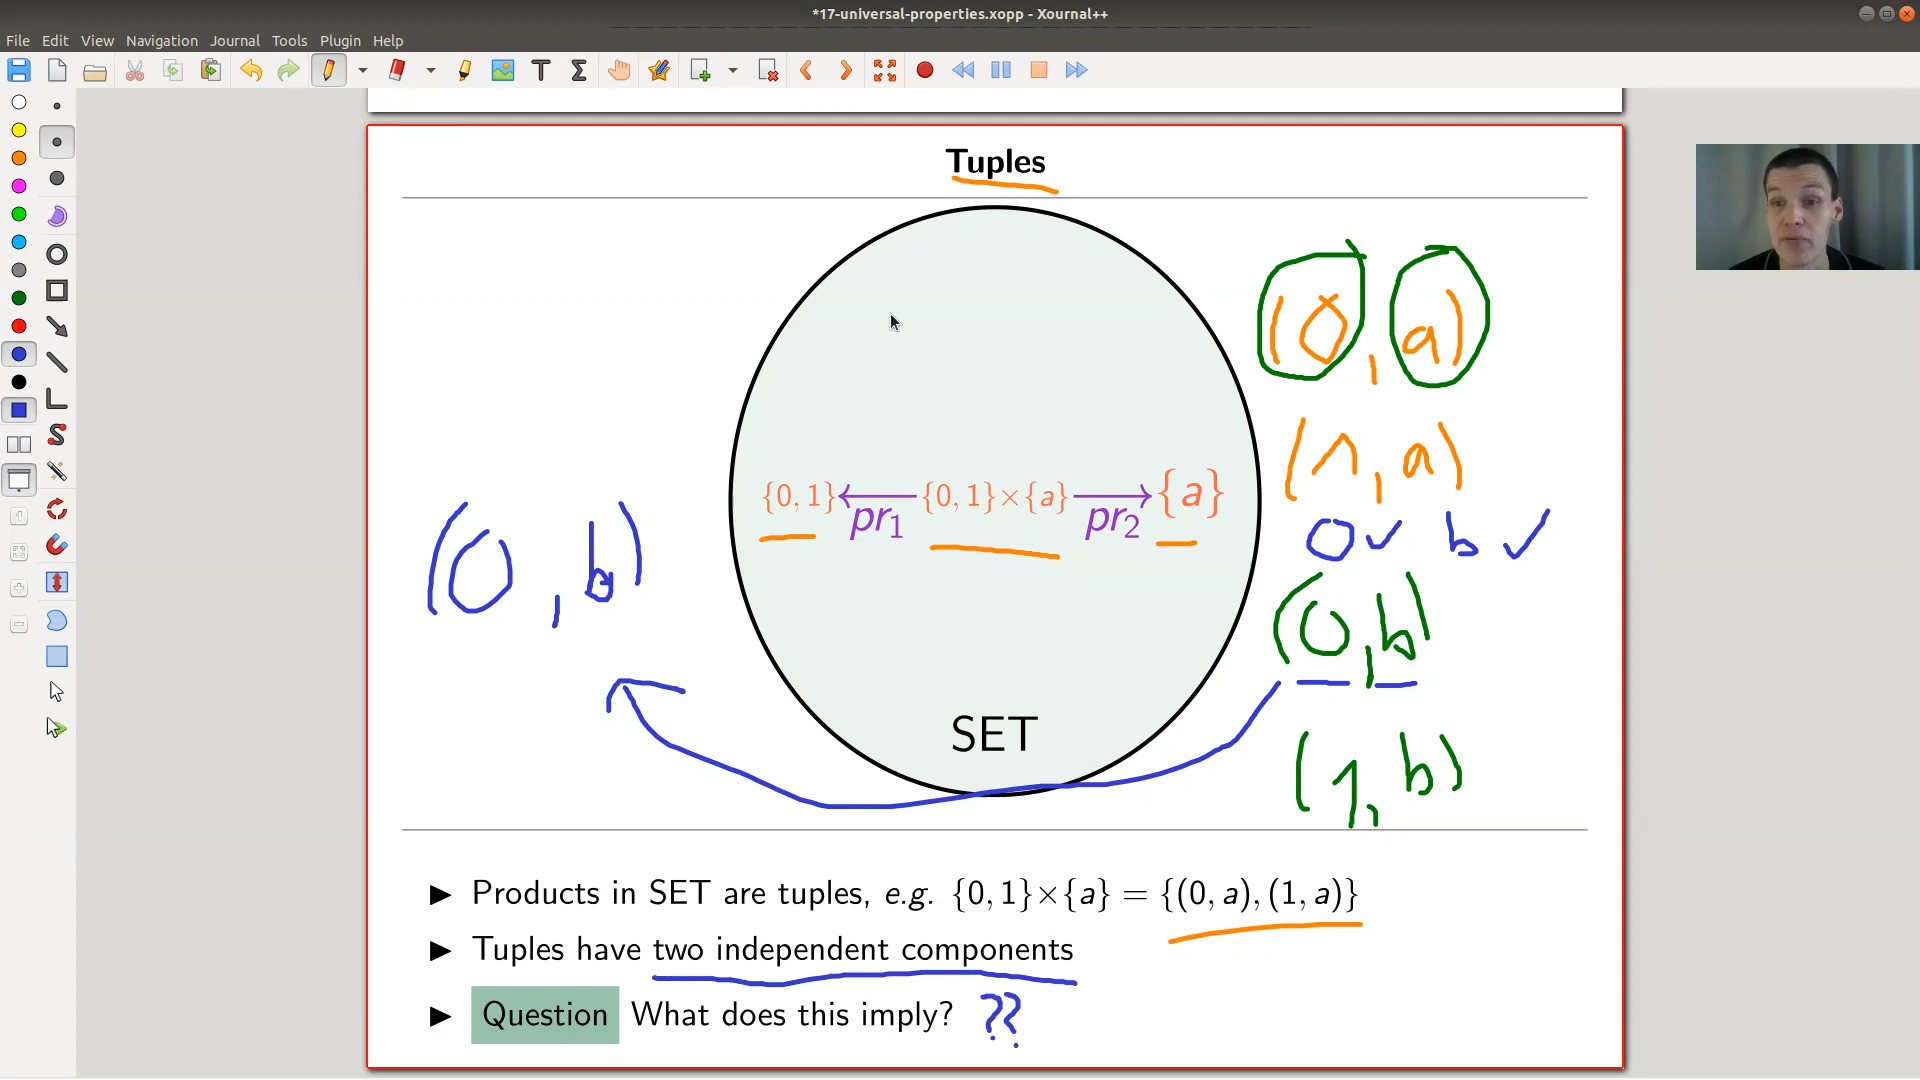 *17-universal-properties.xopp - Xournal++
File Edit View Navigation Journal Tools Plugin Help
Tuples
(0, a)
(1, a)
{0, 1} {0, 1}×{a} {a}
pr1 pr2
(0, b)
0 ✓ b ✓
(0, b)
SET
(1, b)
▶ Products in SET are tuples, e.g. {0, 1}×{a} = {(0, a), (1, a)}
▶ Tuples have two independent components
▶ Question What does this imply? ??